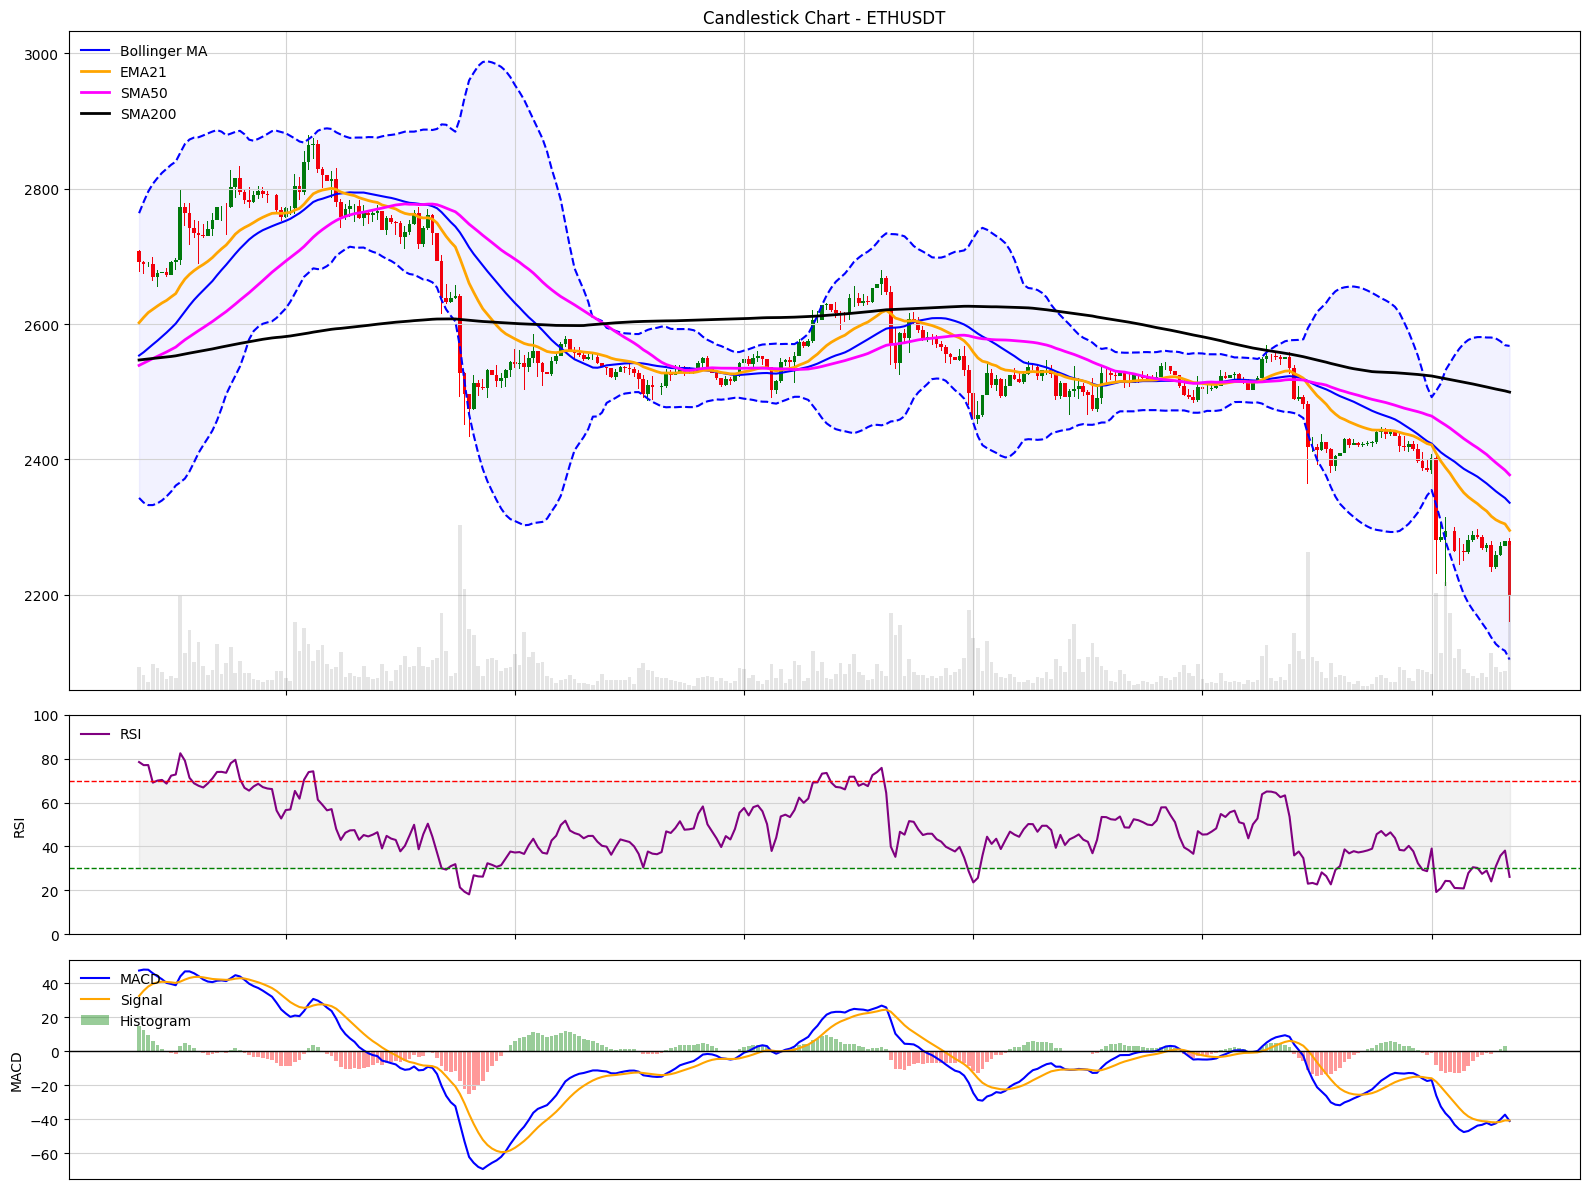 Candlestick Chart - ETHUSDT
3000
2800
2600
2400
2200
Bollinger MA
EMA21
SMA50
SMA200
100
80
60
40
20
0
RSI
RSI
40
20
0
−20
−40
−60
MACD
MACD
Signal
Histogram